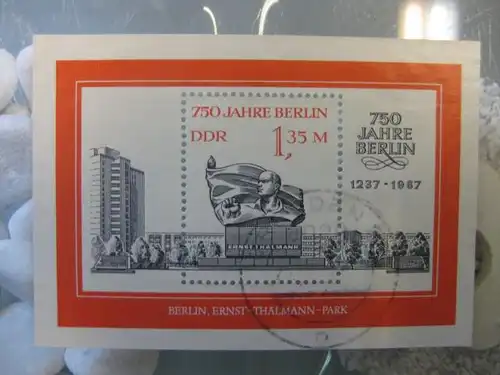 750 JAHRE BERLIN
DDR 1,35 M
750
JAHRE
BERLIN
1237 · 1987
ERNST THÄLMANN
BERLIN, ERNST-THÄLMANN-PARK